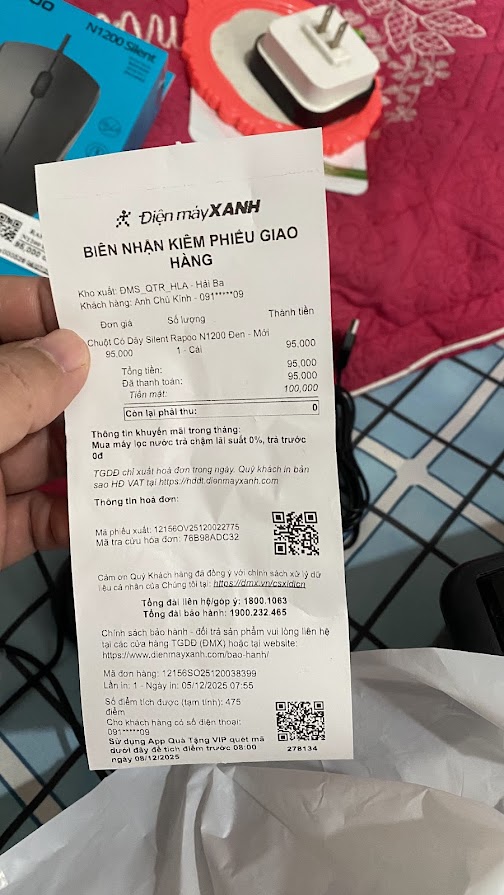 N1200 Silent
Điện máy XANH
BIÊN NHẬN KIÊM PHIẾU GIAO
HÀNG
Kho xuất: ĐMS_QTR_HLA - Hải Ba
Khách hàng: Anh Chú Kính - 091*****09
Đơn giá Số lượng Thành tiền
Chuột Có Dây Silent Rapoo N1200 Đen - Mới
95,000 1 - Cái 95,000
Tổng tiền: 95,000
Đã thanh toán: 95,000
Tiền mặt: 100,000
Còn lại phải thu: 0
Thông tin khuyến mãi trong tháng:
Mua máy lọc nước trả chậm lãi suất 0%, trả trước
0đ
TGDĐ chỉ xuất hoá đơn trong ngày. Quý khách in bản
sao HĐ VAT tại https://hddt.dienmayxanh.com
Thông tin hoá đơn:
Mã phiếu xuất: 12156OV25120022775
Mã tra cứu hóa đơn: 76B98ADC32
Cảm ơn Quý Khách hàng đã đồng ý với chính sách xử lý dữ
liệu cá nhân của Chúng tôi tại: https://dmx.vn/csxldlcn
Tổng đài liên hệ/góp ý: 1800.1063
Tổng đài bảo hành: 1900.232.465
Chính sách bảo hành - đổi trả sản phẩm vui lòng liên hệ
tại các cửa hàng TGDĐ (ĐMX) hoặc tại website:
https://www.dienmayxanh.com/bao-hanh/
Mã đơn hàng: 12156SO25120038399
Lần in: 1 - Ngày in: 05/12/2025 07:55
Số điểm tích được (tạm tính): 475
điểm
Cho khách hàng có số điện thoại:
091*****09
Sử dụng App Quà Tặng VIP quét mã
dưới đây để tích điểm trước 08:00
ngày 08/12/2025
278134